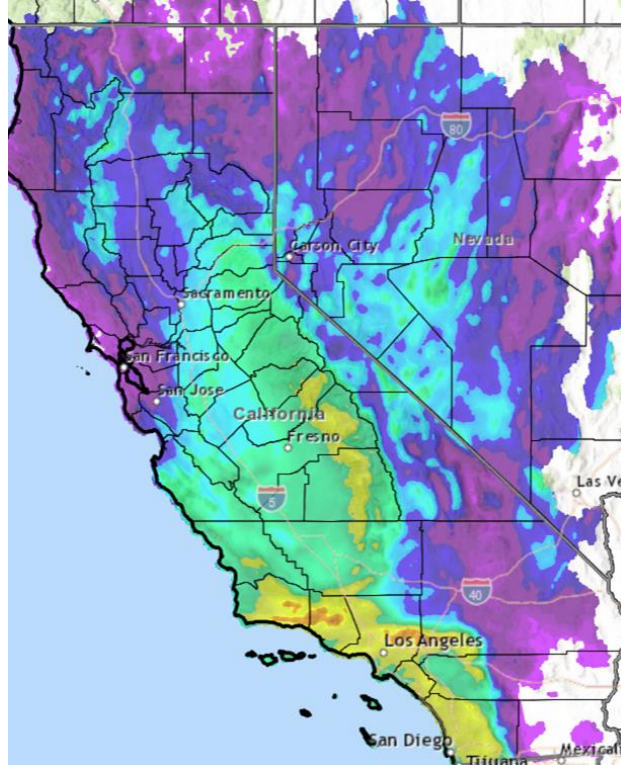 80
Nevada
Carson City
Sacramento
San Francisco
San Jose
California
Fresno
5
Las Ve
40
Los Angeles
San Diego
Tijuana
Mexicali